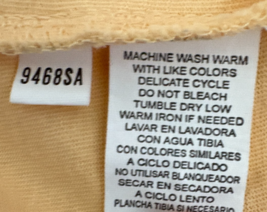 9468SA
MACHINE WASH WARM
WITH LIKE COLORS
DELICATE CYCLE
DO NOT BLEACH
TUMBLE DRY LOW
WARM IRON IF NEEDED
LAVAR EN LAVADORA
CON AGUA TIBIA
CON COLORES SIMILARES
A CICLO DELICADO
NO UTILISAR BLANQUEADOR
SECAR EN SECADORA
A CICLO LENTO
PLANCHA TIBIA SI NECESARIO